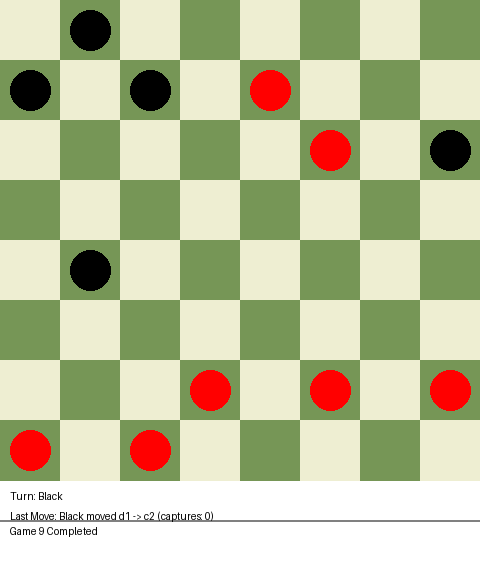 Turn: Black
Last Move: Black moved d1 -> c2 (captures: 0)
Game 9 Completed